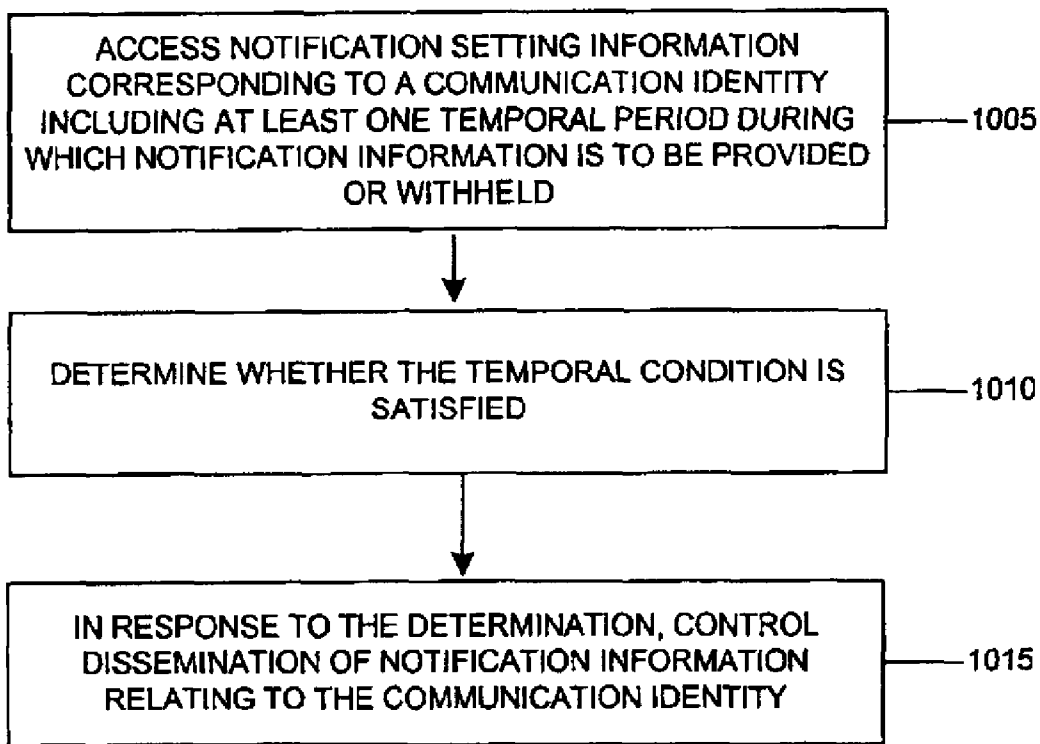 ACCESS NOTIFICATION SETTING INFORMATION
CORRESPONDING TO A COMMUNICATION IDENTITY
INCLUDING AT LEAST ONE TEMPORAL PERIOD DURING
WHICH NOTIFICATION INFORMATION IS TO BE PROVIDED
OR WITHHELD
1005
DETERMINE WHETHER THE TEMPORAL CONDITION IS
SATISFIED
1010
IN RESPONSE TO THE DETERMINATION, CONTROL
DISSEMINATION OF NOTIFICATION INFORMATION
RELATING TO THE COMMUNICATION IDENTITY
1015